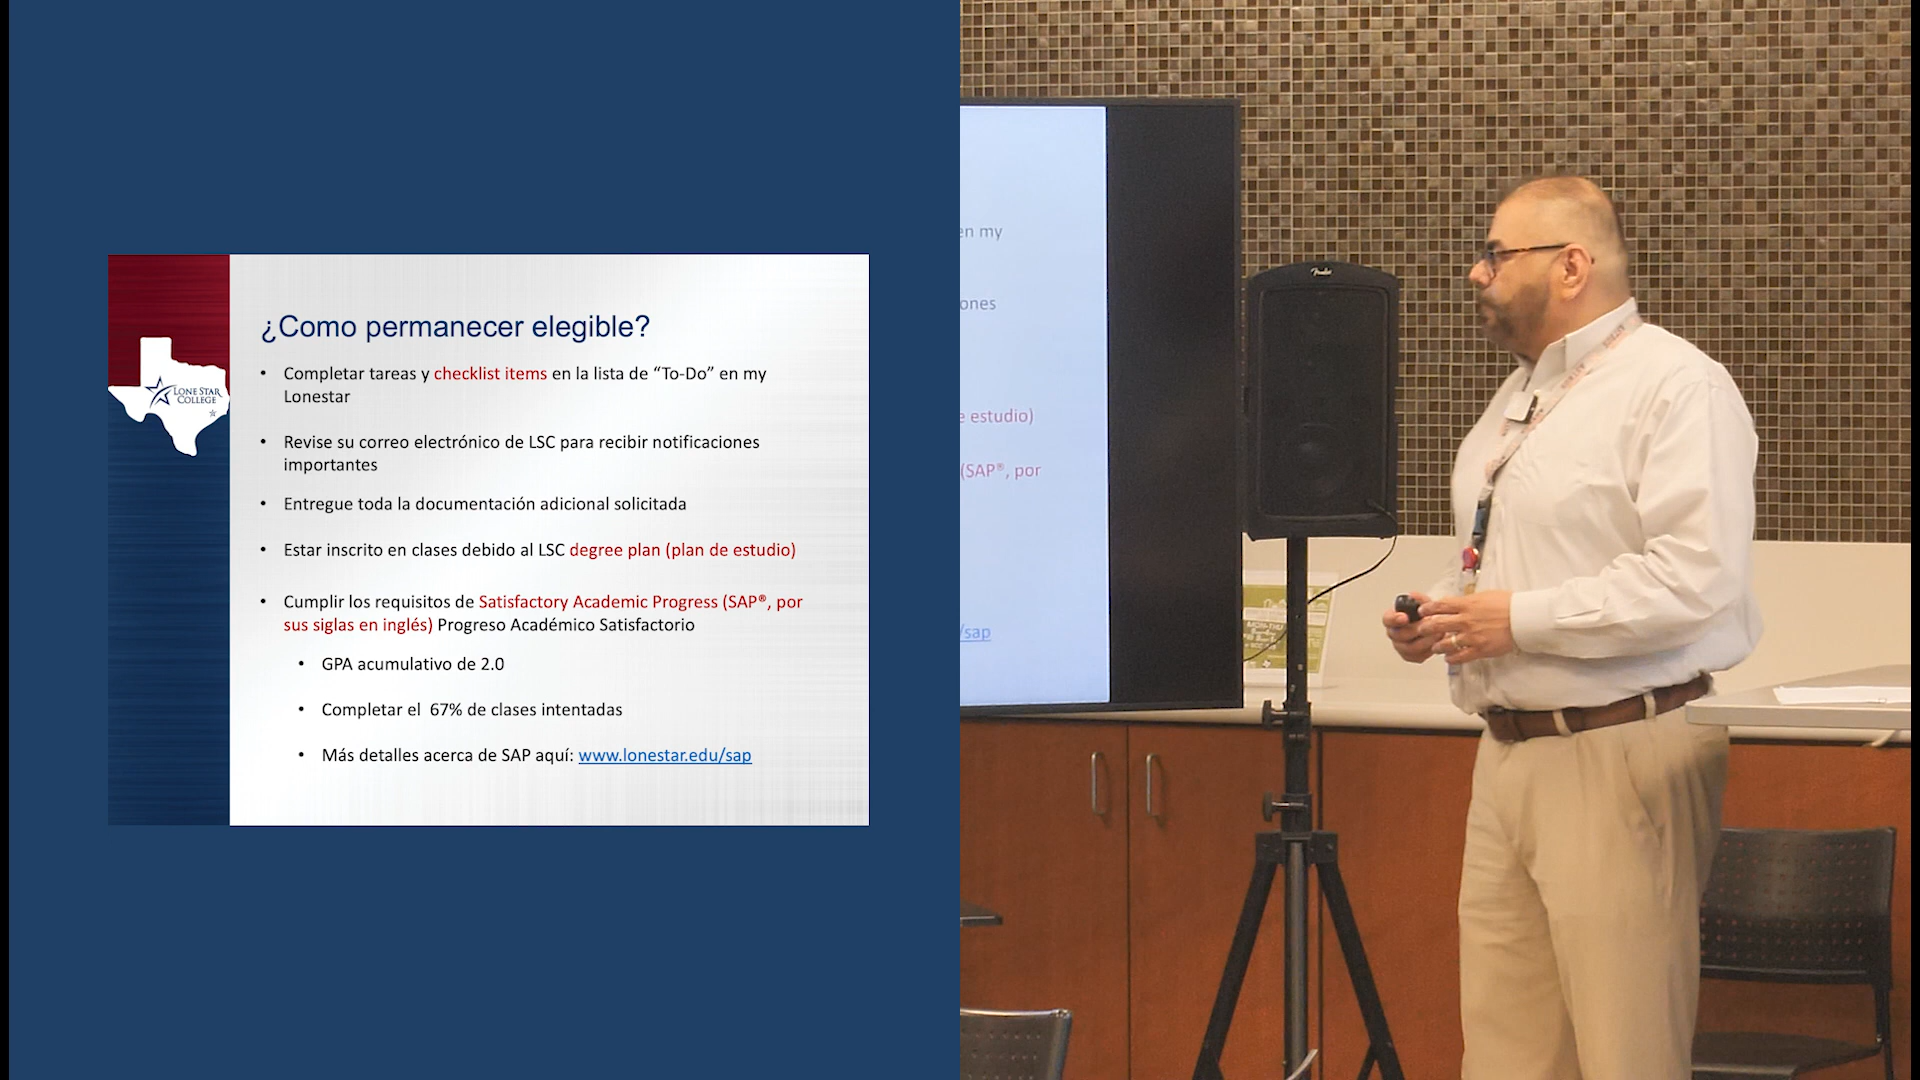 ¿Como permanecer elegible?
• Completar tareas y checklist items en la lista de “To-Do” en my
Lonestar
• Revise su correo electrónico de LSC para recibir notificaciones
importantes
• Entregue toda la documentación adicional solicitada
• Estar inscrito en clases debido al LSC degree plan (plan de estudio)
• Cumplir los requisitos de Satisfactory Academic Progress (SAP®, por
sus siglas en inglés) Progreso Académico Satisfactorio
• GPA acumulativo de 2.0
• Completar el 67% de clases intentadas
• Más detalles acerca de SAP aquí: www.lonestar.edu/sap
LONE STAR
COLLEGE
en my
ones
e estudio)
(SAP®, por
/sap
Fender
MON-THU